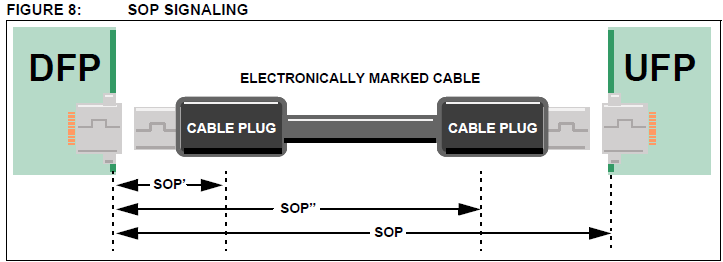 FIGURE 8: SOP SIGNALING
DFP
UFP
ELECTRONICALLY MARKED CABLE
CABLE PLUG
CABLE PLUG
SOP’
SOP’’
SOP